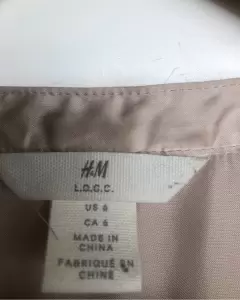 H&M
L.O.G.G.
US 6
CA 6
MADE IN
CHINA
FABRIQUÉ EN
CHINE